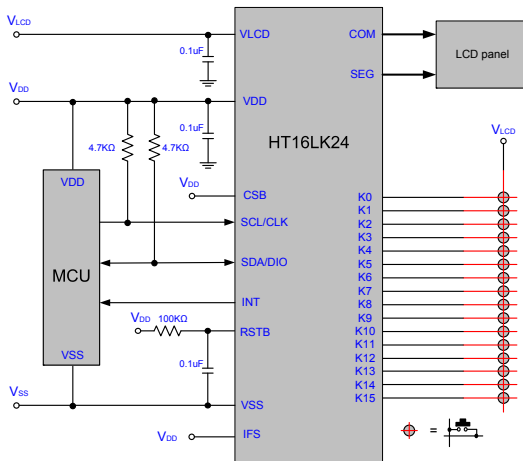 VLCD
VLCD
COM
LCD panel
0.1uF
SEG
VDD
VDD
HT16LK24
0.1uF
4.7KΩ
4.7KΩ
VLCD
VDD
VDD
CSB
K0
K1
SCL/CLK
K2
K3
MCU
K4
SDA/DIO
K5
K6
INT
K7
K8
VDD
100KΩ
K9
RSTB
K10
K11
VSS
0.1uF
K12
K13
K14
VSS
VSS
K15
VDD
IFS
=